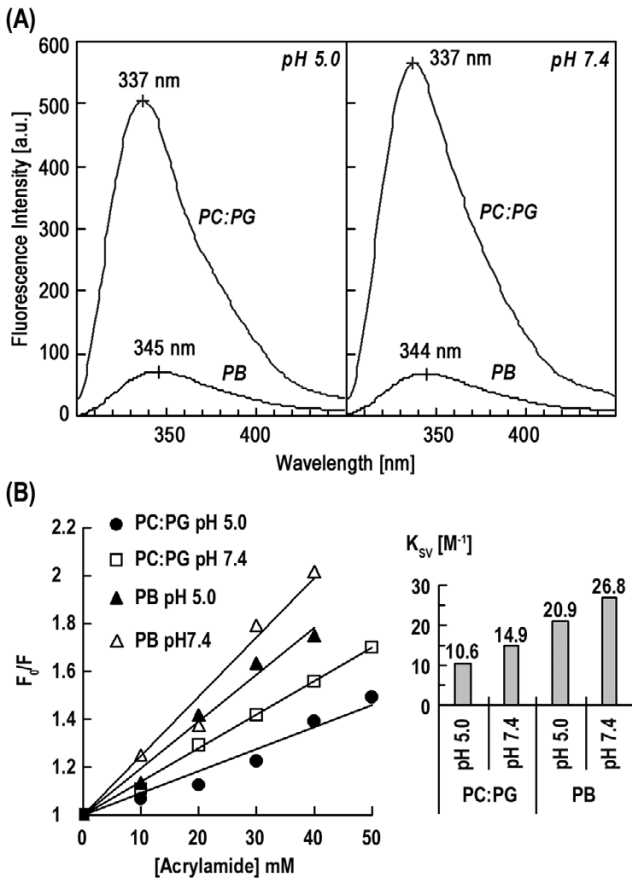 (A)
600
500
400
300
200
100
0
Fluorescence Intensity [a.u.]
337 nm
pH 5.0
PC:PG
345 nm
PB
337 nm
pH 7.4
PC:PG
344 nm
PB
350 400 350 400
Wavelength [nm]
(B)
2.2
2
1.8
1.6
1.4
1.2
1
F0/F
PC:PG pH 5.0
PC:PG pH 7.4
PB pH 5.0
PB pH7.4
0 10 20 30 40 50
[Acrylamide] mM
KSV [M-1]
30
20
10
0
10.6
14.9
20.9
26.8
pH 5.0
pH 7.4
pH 5.0
pH 7.4
PC:PG
PB